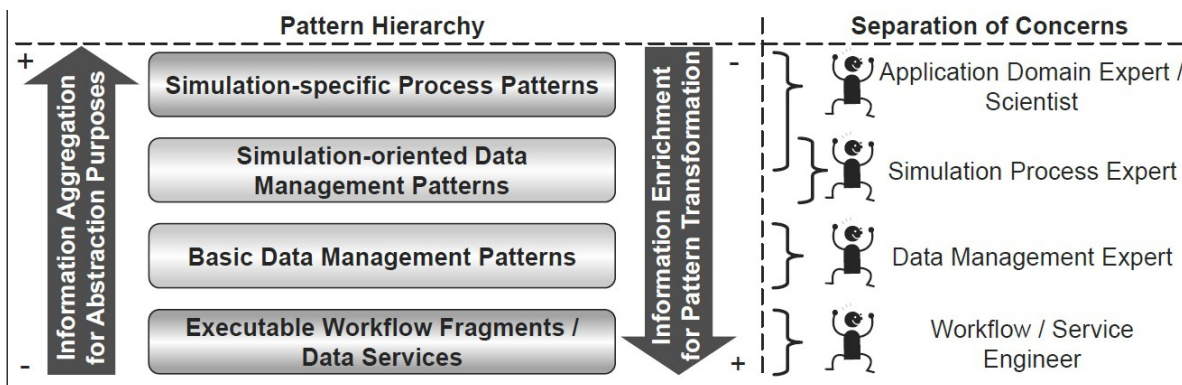 Pattern Hierarchy
Separation of Concerns
+
-
Information Aggregation
for Abstraction Purposes
Simulation-specific Process Patterns
Simulation-oriented Data
Management Patterns
Basic Data Management Patterns
Executable Workflow Fragments /
Data Services
Information Enrichment
for Pattern Transformation
-
+
Application Domain Expert /
Scientist
Simulation Process Expert
Data Management Expert
Workflow / Service
Engineer